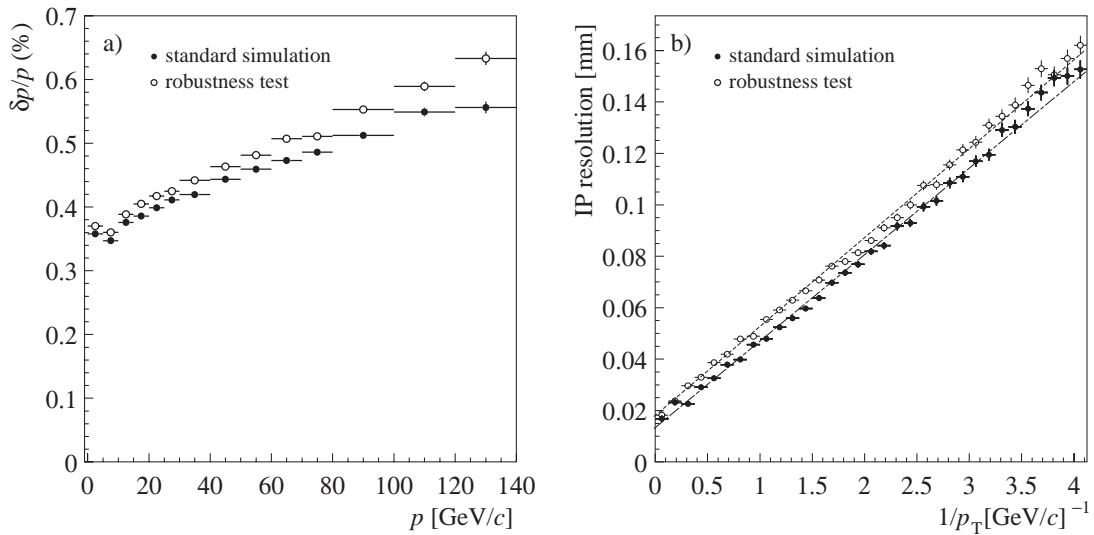 a)
standard simulation
robustness test
δp/p (%)
0.7
0.6
0.5
0.4
0.3
0.2
0.1
0
0 20 40 60 80 100 120 140
p [GeV/c]
b)
standard simulation
robustness test
IP resolution [mm]
0.16
0.14
0.12
0.1
0.08
0.06
0.04
0.02
0
0 0.5 1 1.5 2 2.5 3 3.5 4
1/pT[GeV/c] -1